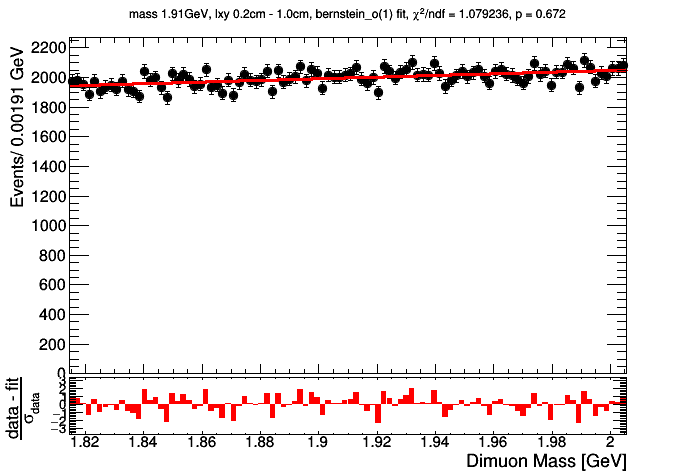 mass 1.91GeV, lxy 0.2cm - 1.0cm, bernstein_o(1) fit, χ²/ndf = 1.079236, p = 0.672
Events/ 0.00191 GeV
2200
2000
1800
1600
1400
1200
1000
800
600
400
200
0
data - fit
σdata
1.82 1.84 1.86 1.88 1.9 1.92 1.94 1.96 1.98 2
Dimuon Mass [GeV]